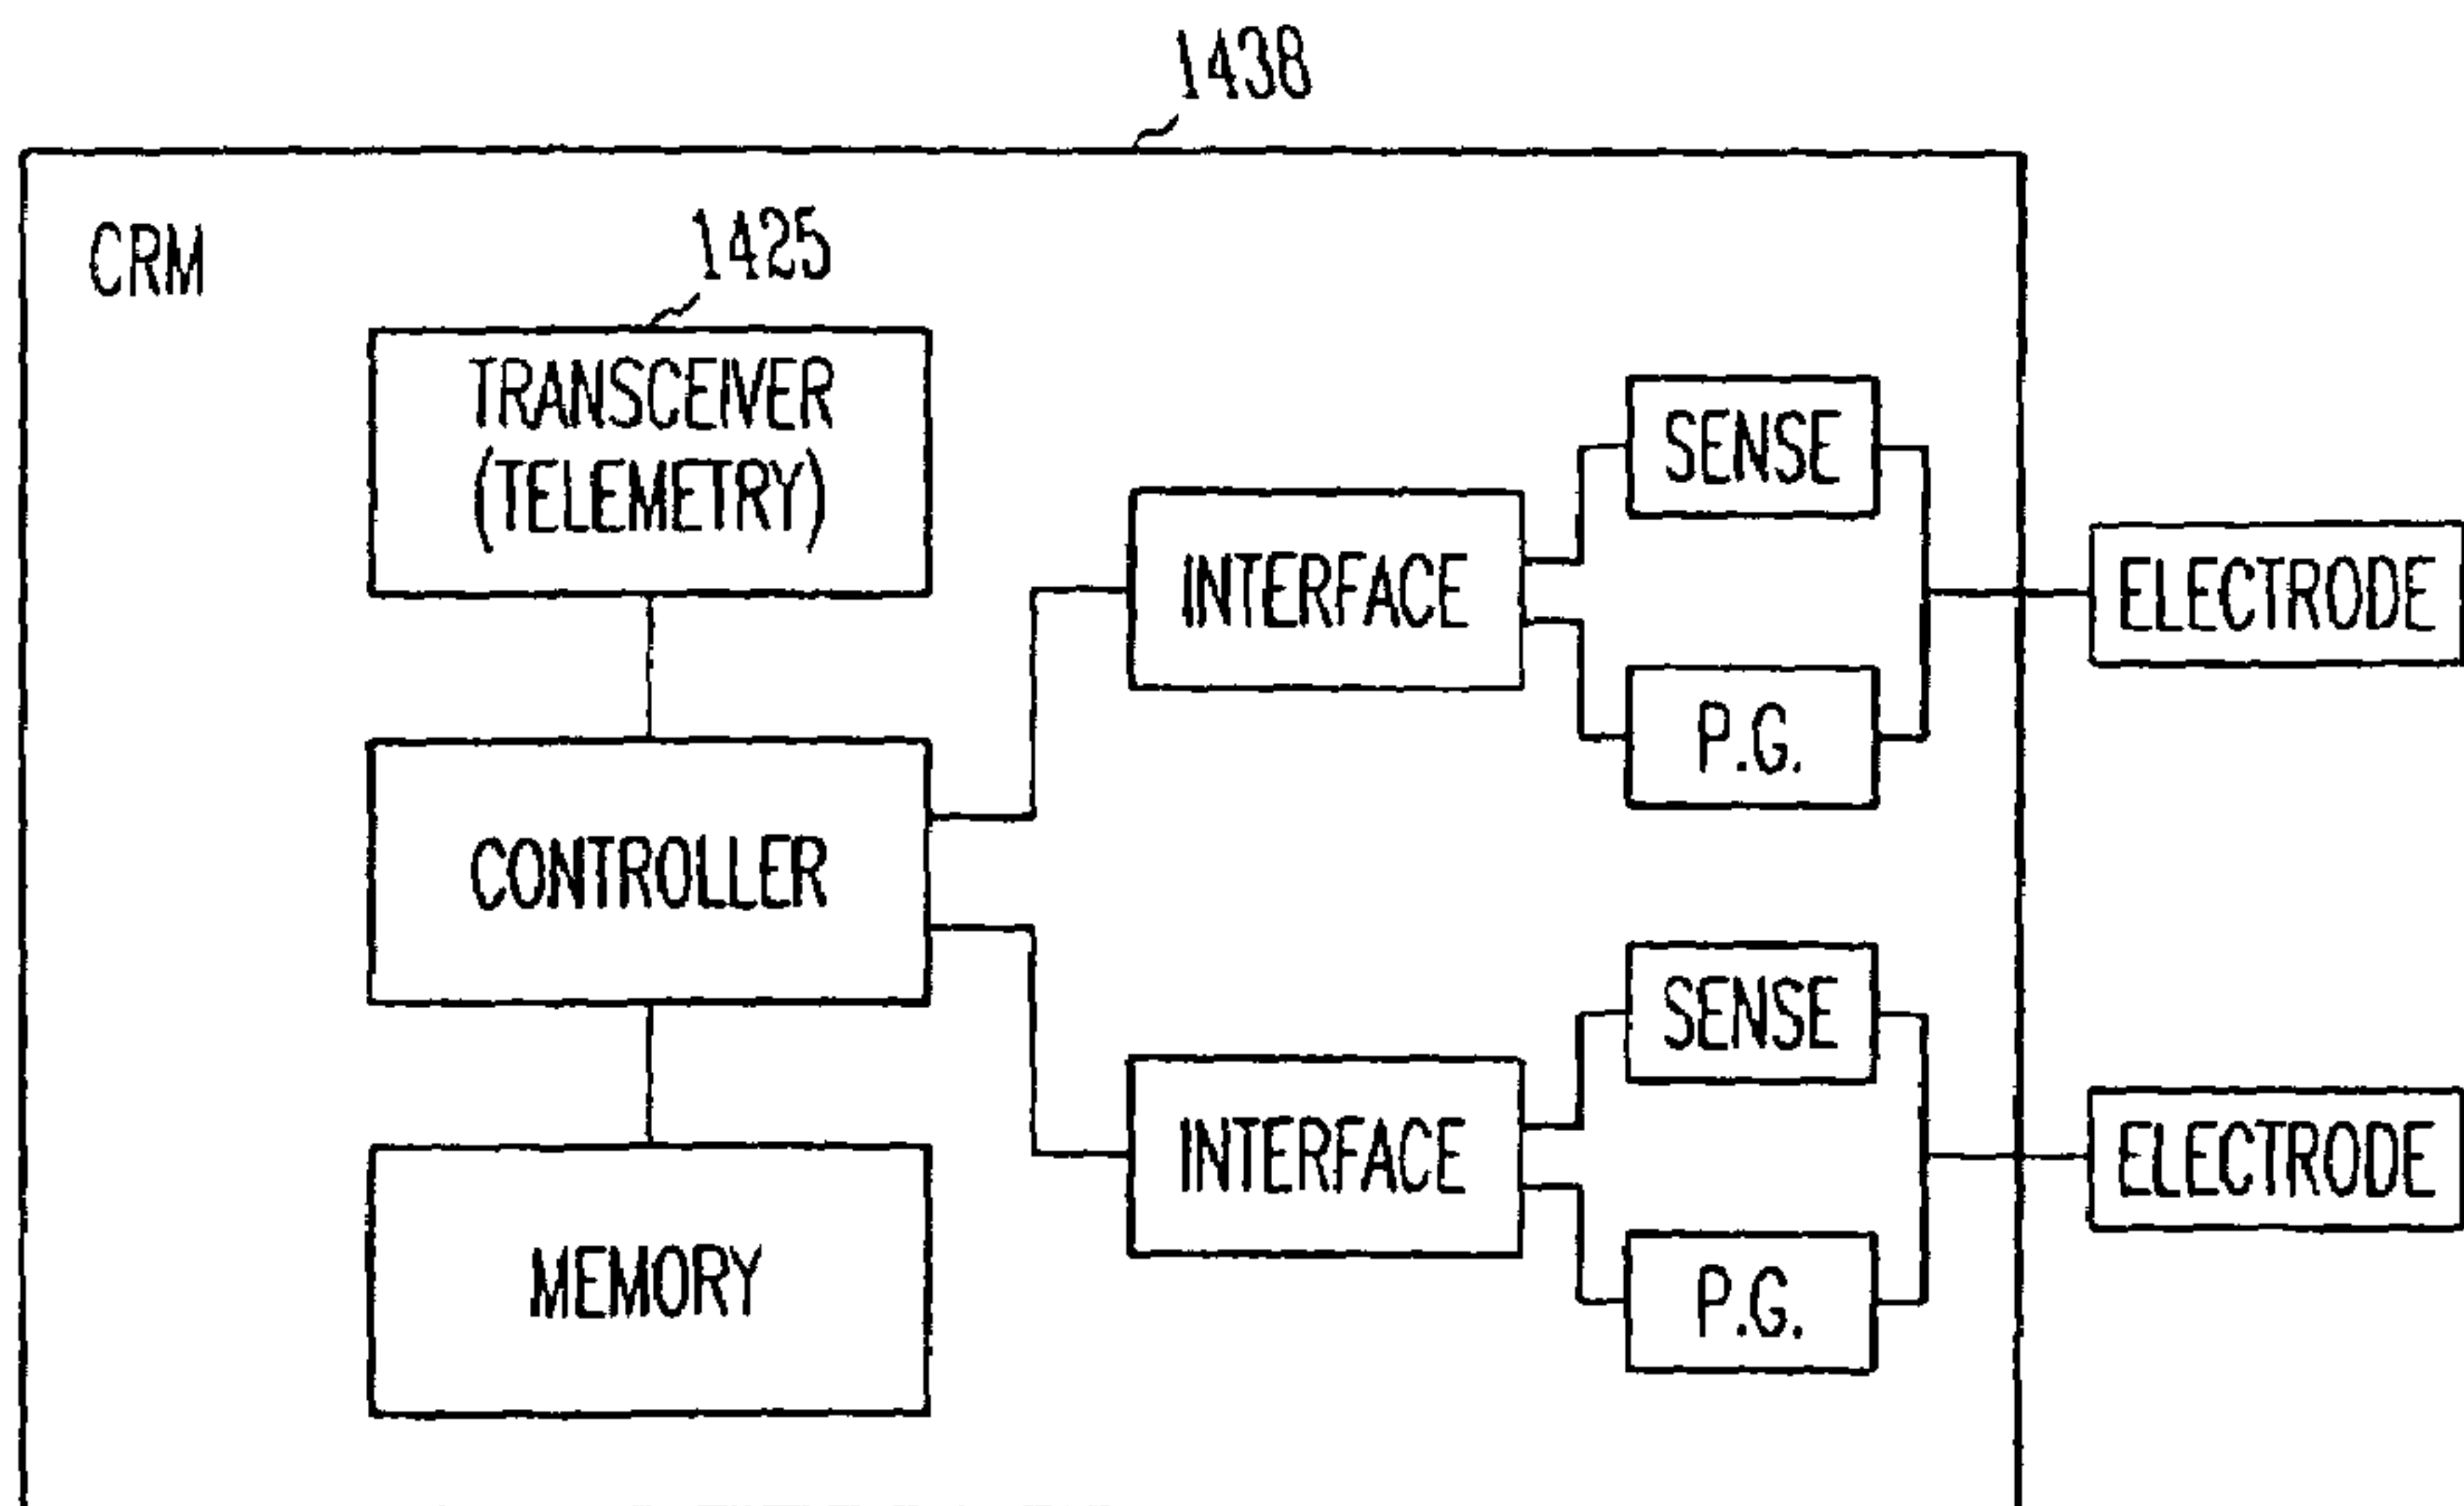 1438
CRM
1425
TRANSCEIVER
(TELEMETRY)
SENSE
INTERFACE
ELECTRODE
P.G.
CONTROLLER
SENSE
INTERFACE
ELECTRODE
P.G.
MEMORY